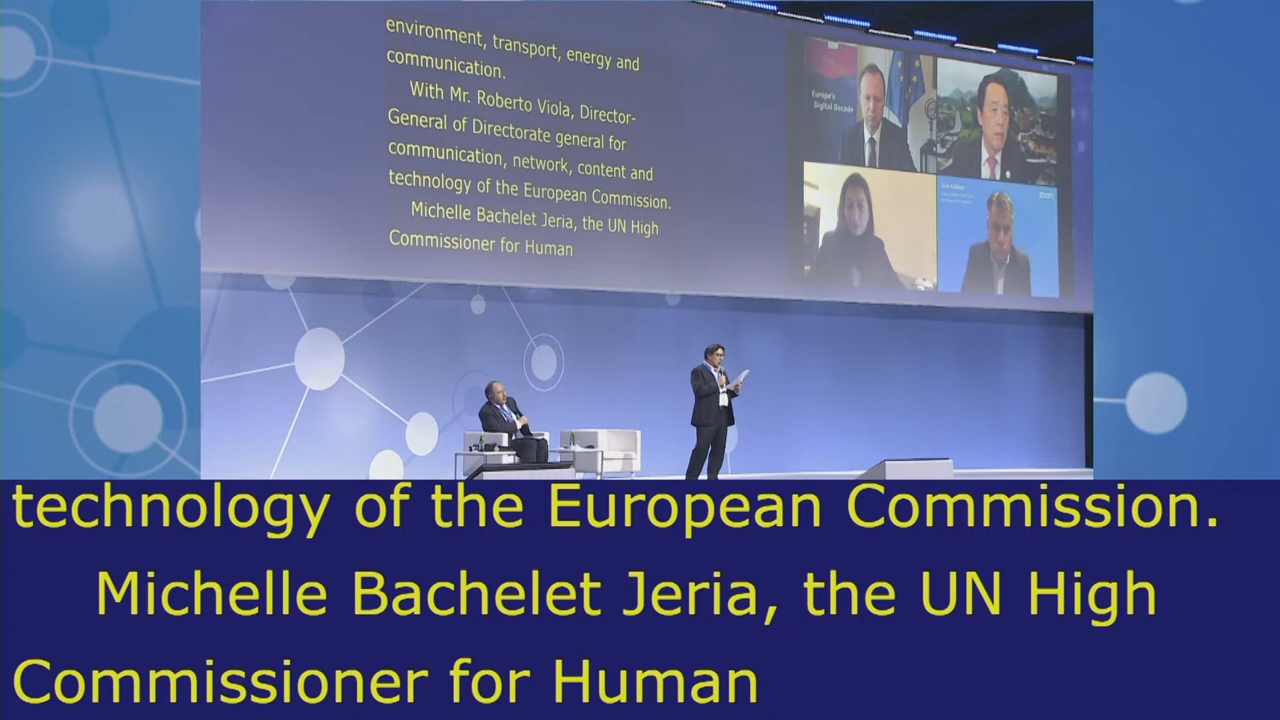 environment, transport, energy and
communication.
With Mr. Roberto Viola, Director-
General of Directorate general for
communication, network, content and
technology of the European Commission.
Michelle Bachelet Jeria, the UN High
Commissioner for Human
Europe's
Digital Decade
zoom
technology of the European Commission.
Michelle Bachelet Jeria, the UN High
Commissioner for Human